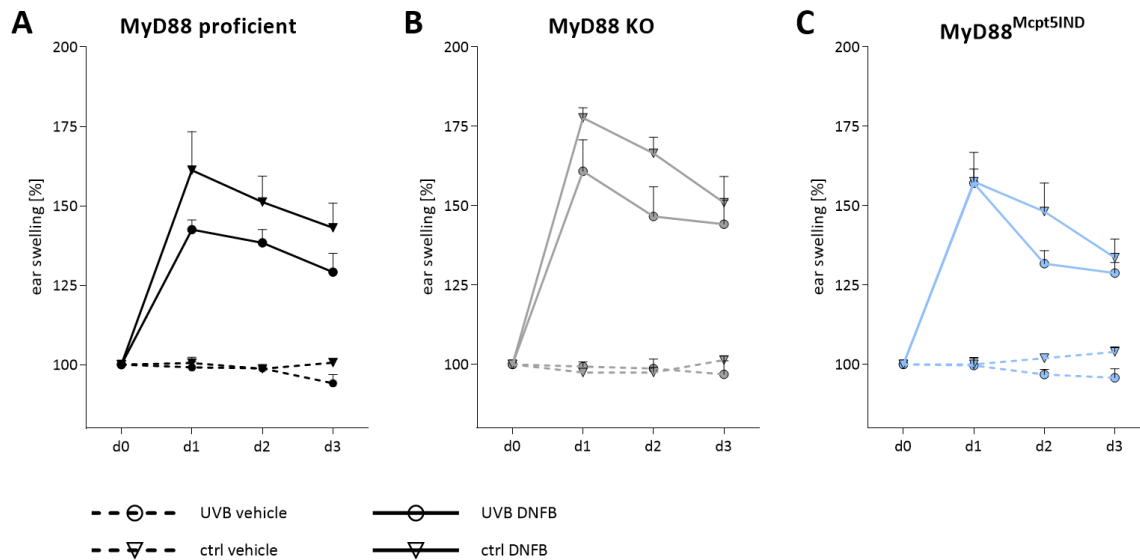 A
MyD88 proficient
ear swelling [%]
200
175
150
125
100
d0 d1 d2 d3
B
MyD88 KO
ear swelling [%]
200
175
150
125
100
d0 d1 d2 d3
C
MyD88Mcpt5IND
ear swelling [%]
200
175
150
125
100
d0 d1 d2 d3
UVB vehicle
UVB DNFB
ctrl vehicle
ctrl DNFB